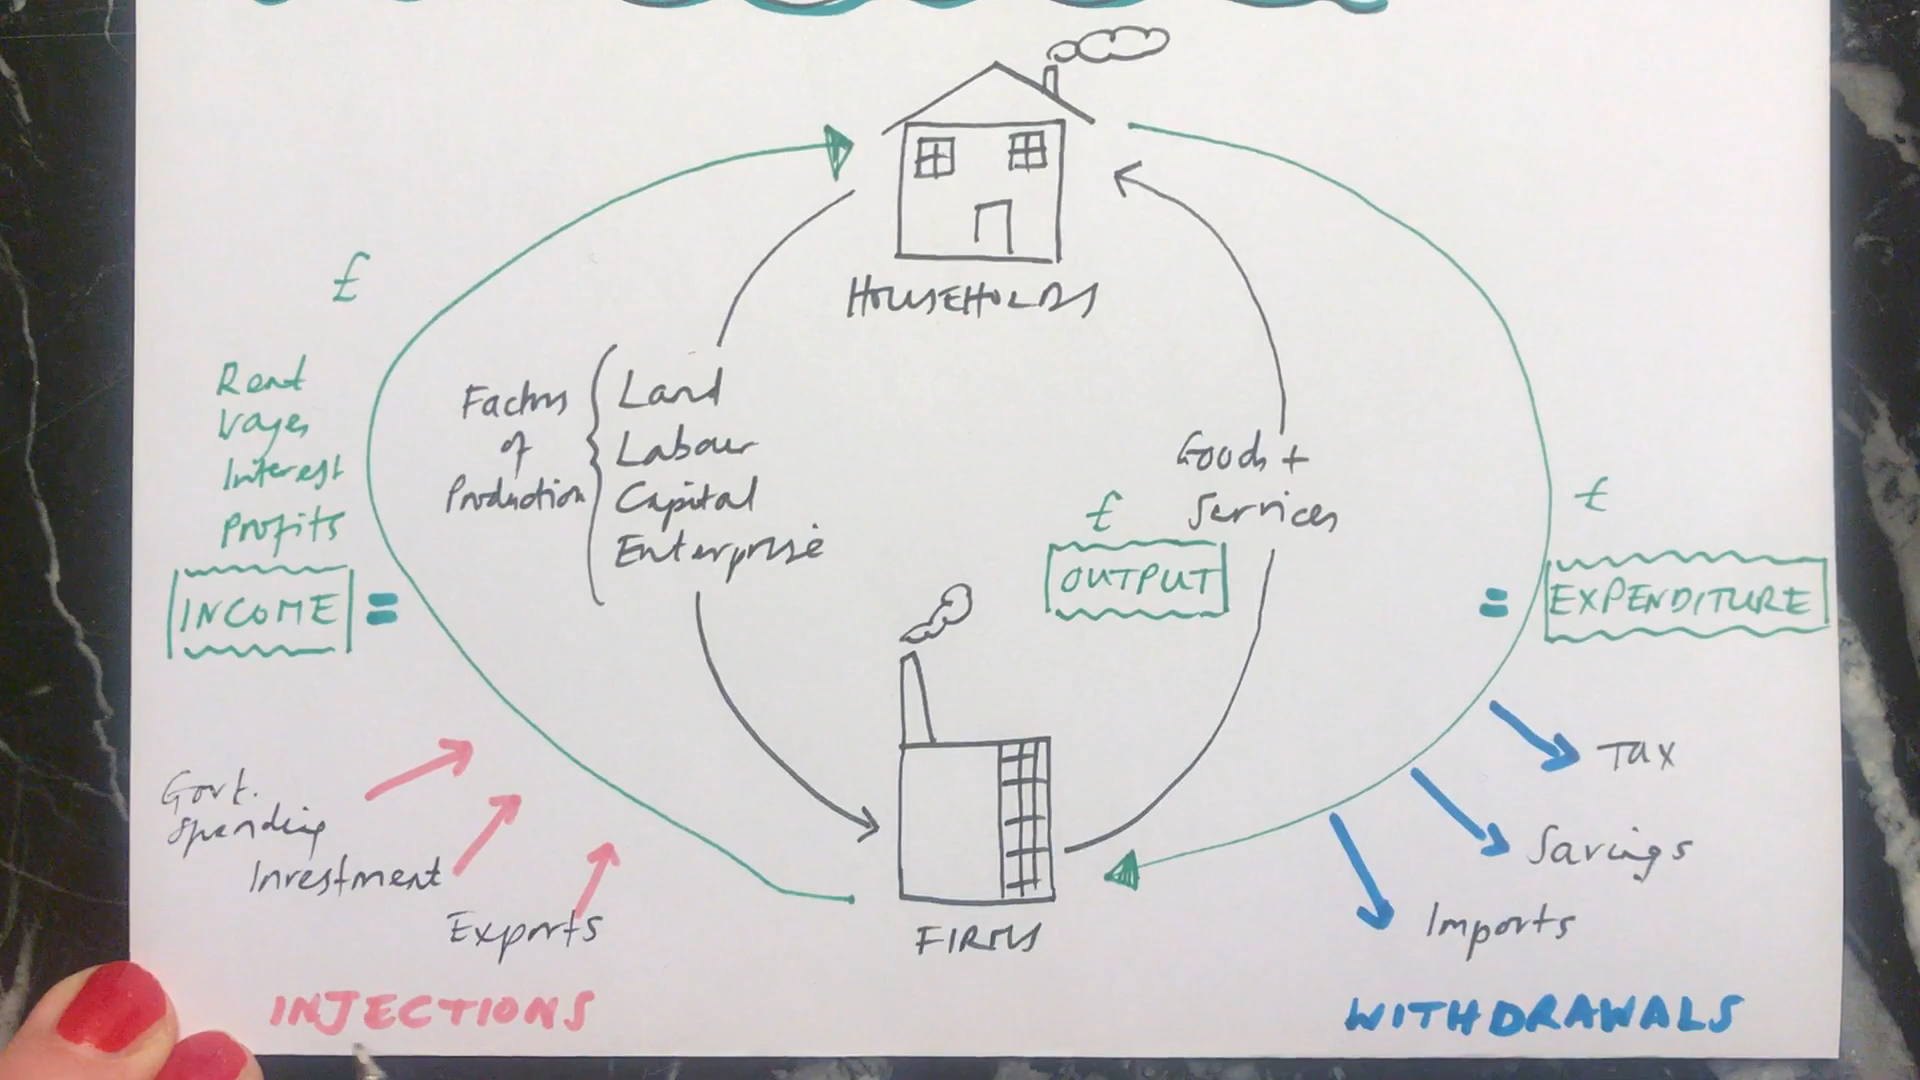 HOUSEHOLDS
£
Rent
Wages
Interest
Profits
INCOME =
Factors
of
Production
Land
Labour
Capital
Enterprise
Goods +
Services
£
OUTPUT
£
= EXPENDITURE
Govt.
Spending
Investment
Exports
INJECTIONS
FIRMS
Tax
Savings
Imports
WITHDRAWALS